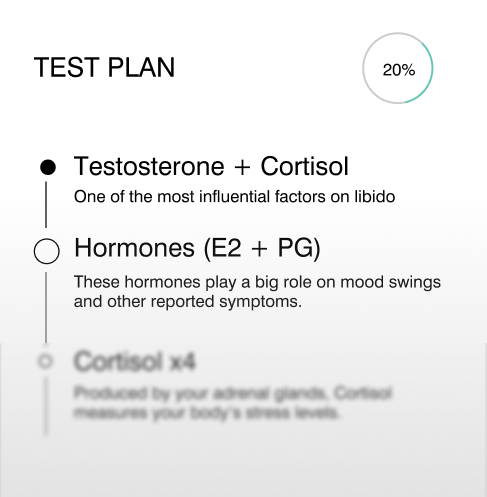 TEST PLAN
20%
Testosterone + Cortisol
One of the most influential factors on libido
Hormones (E2 + PG)
These hormones play a big role on mood swings
and other reported symptoms.
Cortisol x4
Produced by your adrenal glands, Cortisol
measures your body's stress levels.